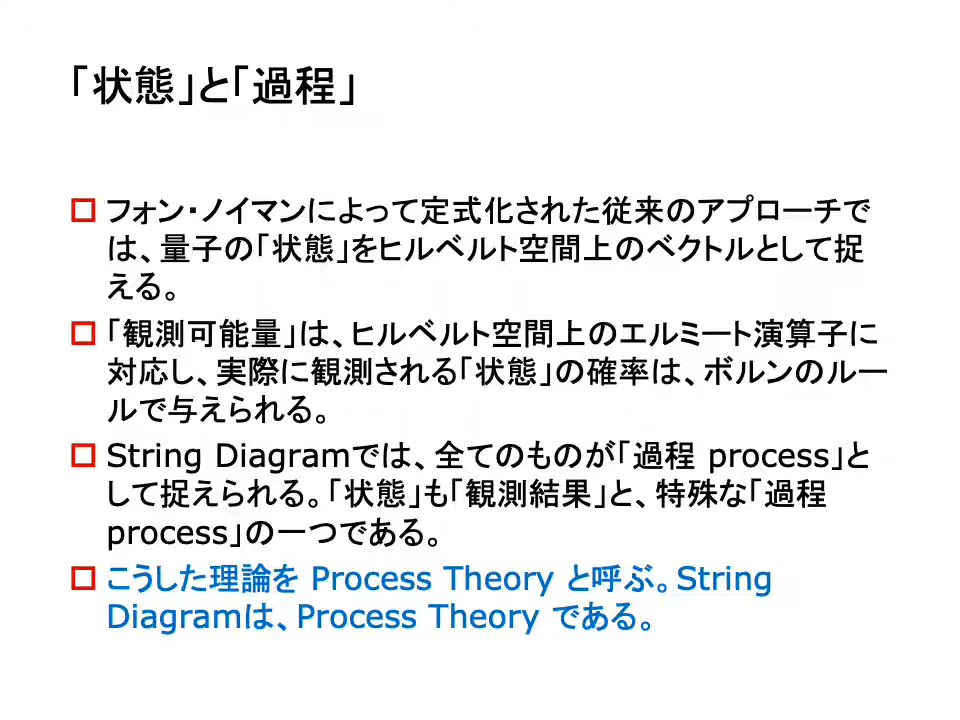 「状態」と「過程」
フォン・ノイマンによって定式化された従来のアプローチで
は、量子の「状態」をヒルベルト空間上のベクトルとして捉
える。
「観測可能量」は、ヒルベルト空間上のエルミート演算子に
対応し、実際に観測される「状態」の確率は、ボルンのルー
ルで与えられる。
String Diagramでは、全てのものが「過程 process」と
して捉えられる。「状態」も「観測結果」と、特殊な「過程
process」の一つである。
こうした理論を Process Theory と呼ぶ。String
Diagramは、Process Theory である。